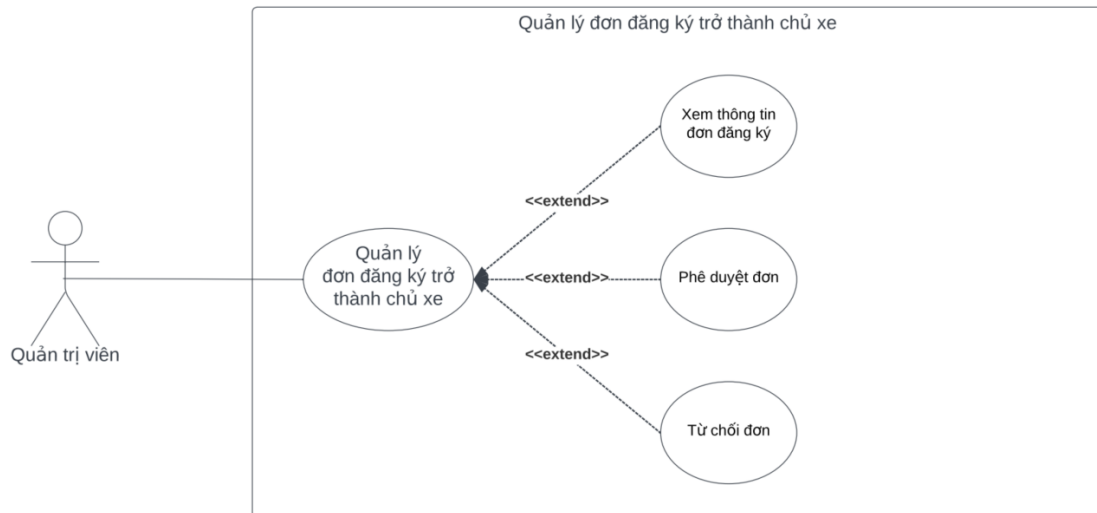 Quản lý đơn đăng ký trở thành chủ xe
Xem thông tin
đơn đăng ký
<<extend>>
Quản lý
đơn đăng ký trở
thành chủ xe
<<extend>>
Phê duyệt đơn
Quản trị viên
<<extend>>
Từ chối đơn